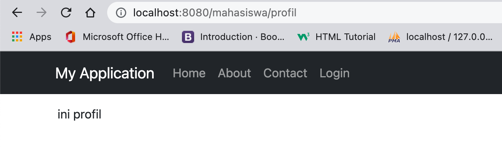 localhost:8080/mahasiswa/profil
Apps Microsoft Office H... Introduction · Boo... HTML Tutorial localhost / 127.0.0...
My Application Home About Contact Login
ini profil